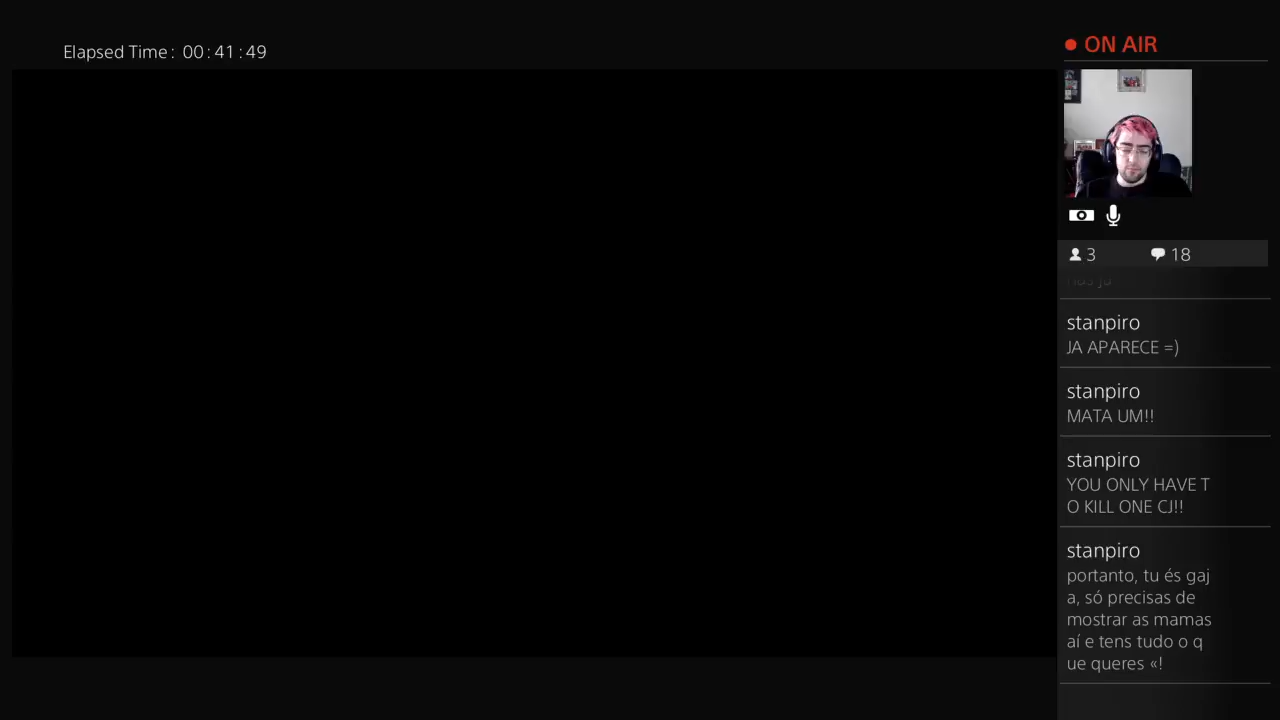 Elapsed Time: 00:41:49
ON AIR
3
18
stanpiro
JA APARECE =)
stanpiro
MATA UM!!
stanpiro
YOU ONLY HAVE T
O KILL ONE CJ!!
stanpiro
portanto, tu és gaj
a, só precisas de
mostrar as mamas
aí e tens tudo o q
ue queres «!